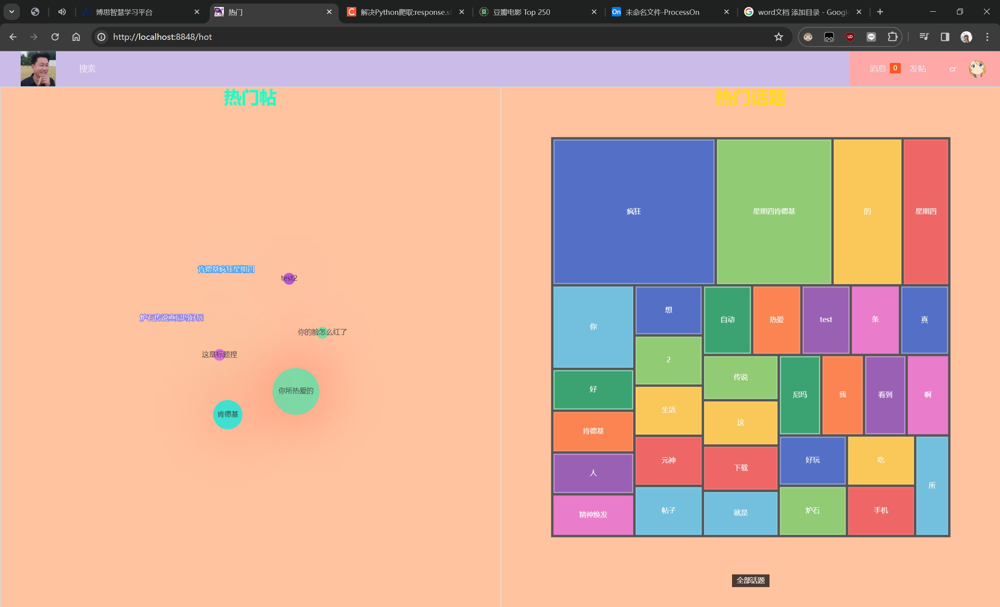 博思智慧学习平台
热门
解决Python爬取:response.st
豆瓣电影 Top 250
On
未命名文件-ProcessOn
word文档 添加目录 - Googl
http://localhost:8848/hot
搜索
消息 0 发帖 cr
热门帖
肯德基疯狂星期四
test2
炉石传说真尼玛好玩
你的脸怎么红了
这是标题捏
你所热爱的
肯德基
热门话题
疯狂
星期四肯德基
的
星期四
你
想
自动
热爱
test
条
真
2
传说
好
尼玛
我
看到
啊
生活
这
肯德基
元神
下载
好玩
吃
人
所
精神焕发
帖子
就是
炉石
手机
全部话题